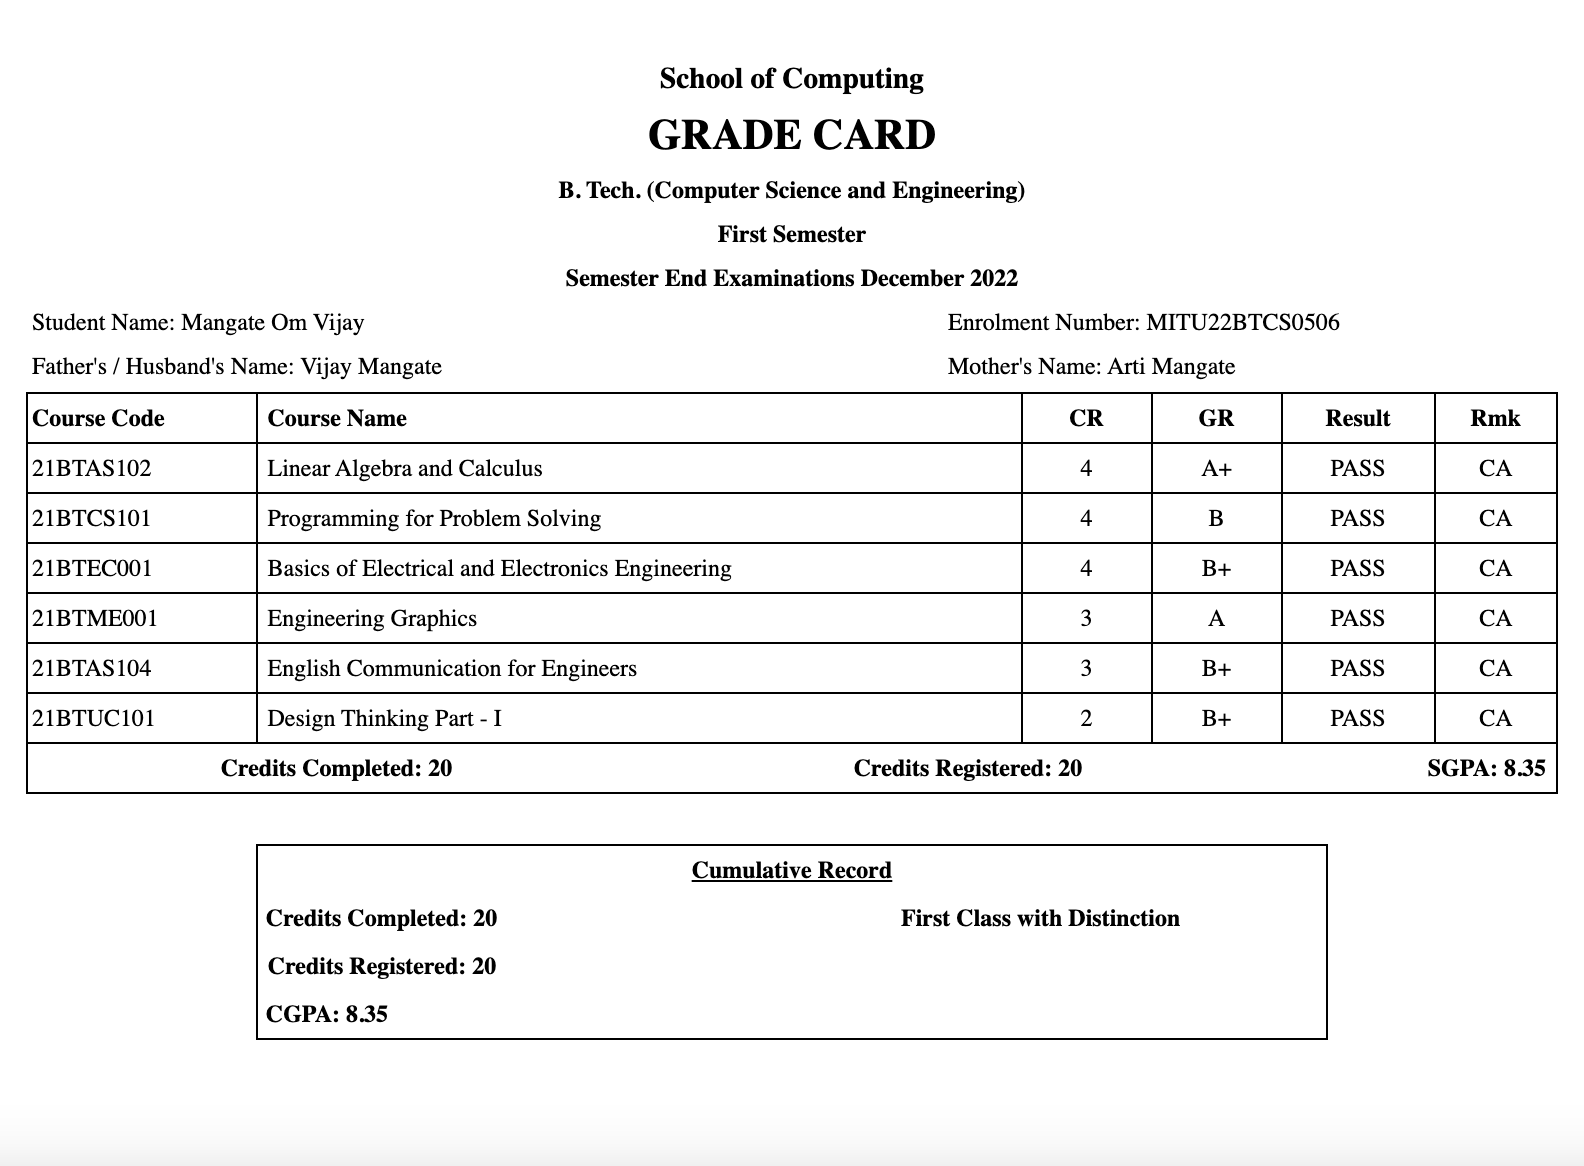 School of Computing
GRADE CARD
B. Tech. (Computer Science and Engineering)
First Semester
Semester End Examinations December 2022
Student Name: Mangate Om Vijay Enrolment Number: MITU22BTCS0506
Father's / Husband's Name: Vijay Mangate Mother's Name: Arti Mangate
Course Code Course Name CR GR Result Rmk
21BTAS102 Linear Algebra and Calculus 4 A+ PASS CA
21BTCS101 Programming for Problem Solving 4 B PASS CA
21BTEC001 Basics of Electrical and Electronics Engineering 4 B+ PASS CA
21BTME001 Engineering Graphics 3 A PASS CA
21BTAS104 English Communication for Engineers 3 B+ PASS CA
21BTUC101 Design Thinking Part - I 2 B+ PASS CA
Credits Completed: 20 Credits Registered: 20 SGPA: 8.35
Cumulative Record
Credits Completed: 20 First Class with Distinction
Credits Registered: 20
CGPA: 8.35